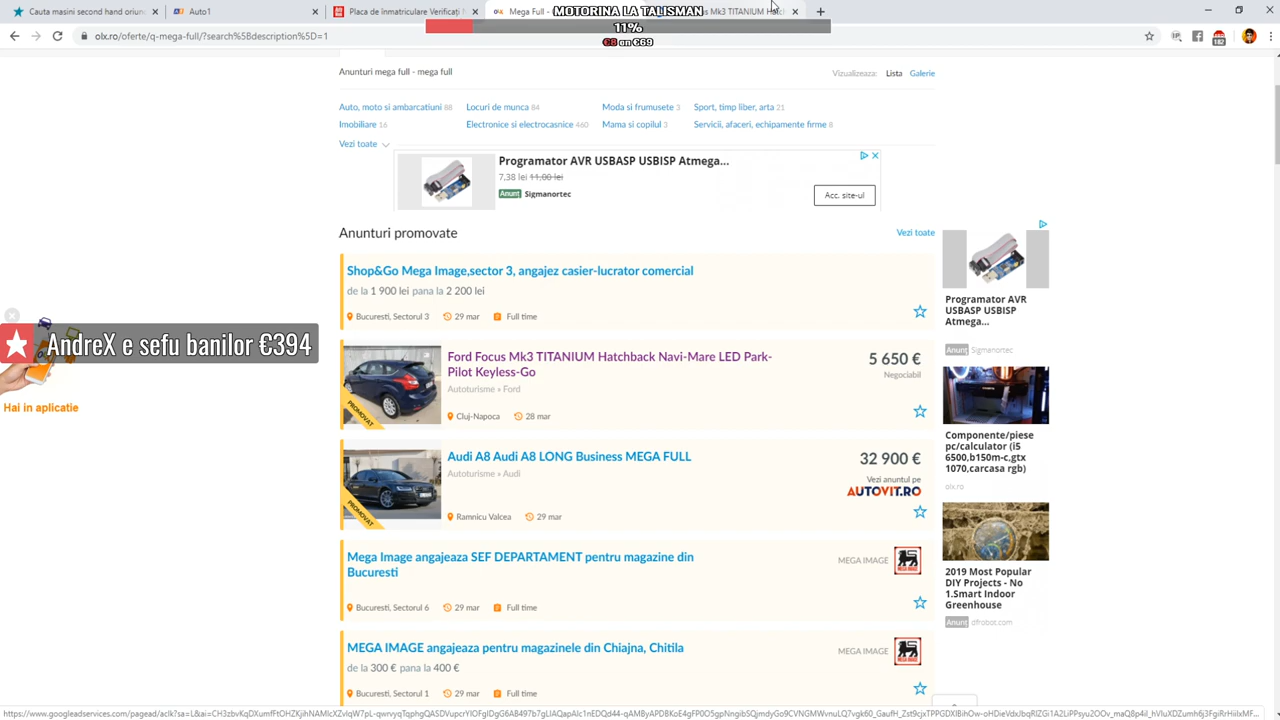 Cauta masini second hand oriunc
Auto1
Place
Mega Full -
MOTORINA LA TALISMAN
Mk3 TITANIUM
11%
€8 an €69
olx.ro/oferte/q-mega-full/?search%5Bdescription%5D=1
182
Anunturi mega full - mega full
Vizualizeaza: Lista Galerie
Auto, moto si ambarcatiuni 88 Locuri de munca 84 Moda si frumusete 3 Sport, timp liber, arta 21
Imobiliare 16 Electronice si electrocasnice 460 Mama si copilul 3 Servicii, afaceri, echipamente firme 8
Vezi toate
Programator AVR USBASP USBISP Atmega...
7,38 lei 11,00 lei
Anunț Sigmanortec
Acc. site-ul
Anunturi promovate
Vezi toate
Shop&Go Mega Image,sector 3, angajez casier-lucrator comercial
de la 1 900 lei pana la 2 200 lei
Bucuresti, Sectorul 3 29 mar Full time
Ford Focus Mk3 TITANIUM Hatchback Navi-Mare LED Park-
Pilot Keyless-Go
5 650 €
Negociabil
Autoturisme » Ford
Cluj-Napoca 28 mar
PROMOVAT
Audi A8 Audi A8 LONG Business MEGA FULL
32 900 €
Autoturisme » Audi
Vezi anuntul pe
AUTOVIT.RO
Ramnicu Valcea 29 mar
PROMOVAT
Mega Image angajeaza SEF DEPARTAMENT pentru magazine din
Bucuresti
MEGA IMAGE
MEGA IMAGE
Bucuresti, Sectorul 6 29 mar Full time
MEGA IMAGE angajeaza pentru magazinele din Chiajna, Chitila
MEGA IMAGE
MEGA IMAGE
de la 300 € pana la 400 €
Bucuresti, Sectorul 1 29 mar Full time
Programator AVR
USBASP USBISP
Atmega...
Anunț Sigmanortec
Componente/piese
pc/calculator (i5
6500,b150m-c,gtx
1070,carcasa rgb)
olx.ro
2019 Most Popular
DIY Projects - No
1.Smart Indoor
Greenhouse
Anunț dfrobot.com
AndreX e sefu banilor €394
Hai in aplicatie